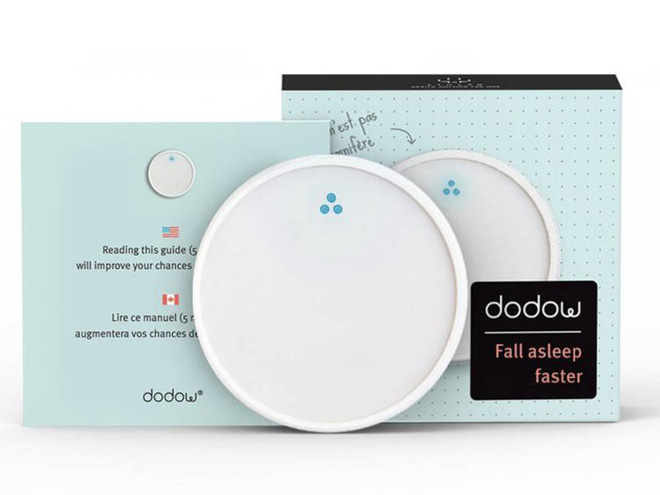 n'est pas
Reading this guide (5
will improve your chances
Lire ce manuel (5
augmentera vos chances de
dodow®
dodow
Fall asleep
faster